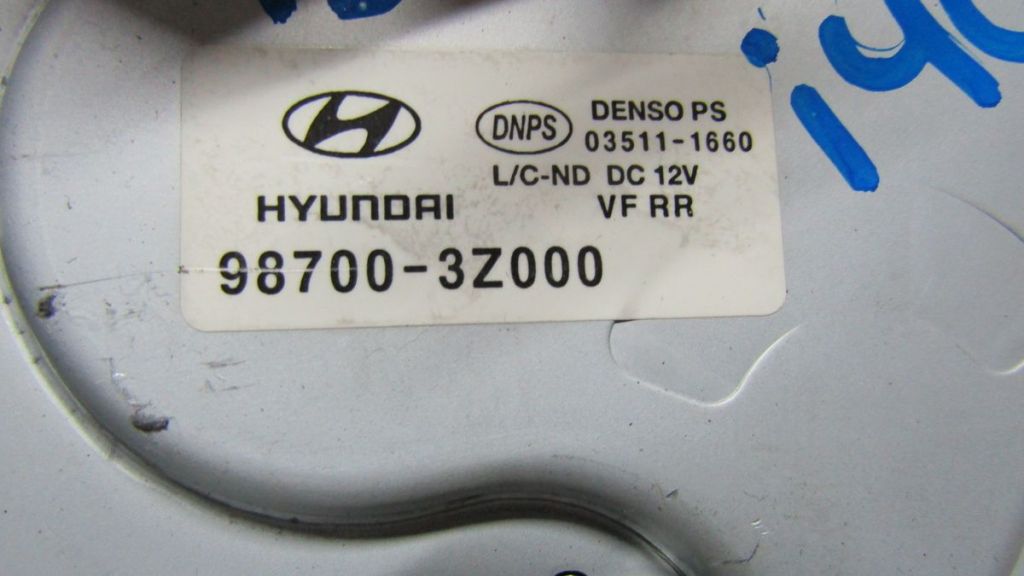 DNPS
DENSO PS
03511-1660
L/C-ND DC 12V
HYUNDAI
VF RR
98700-3Z000